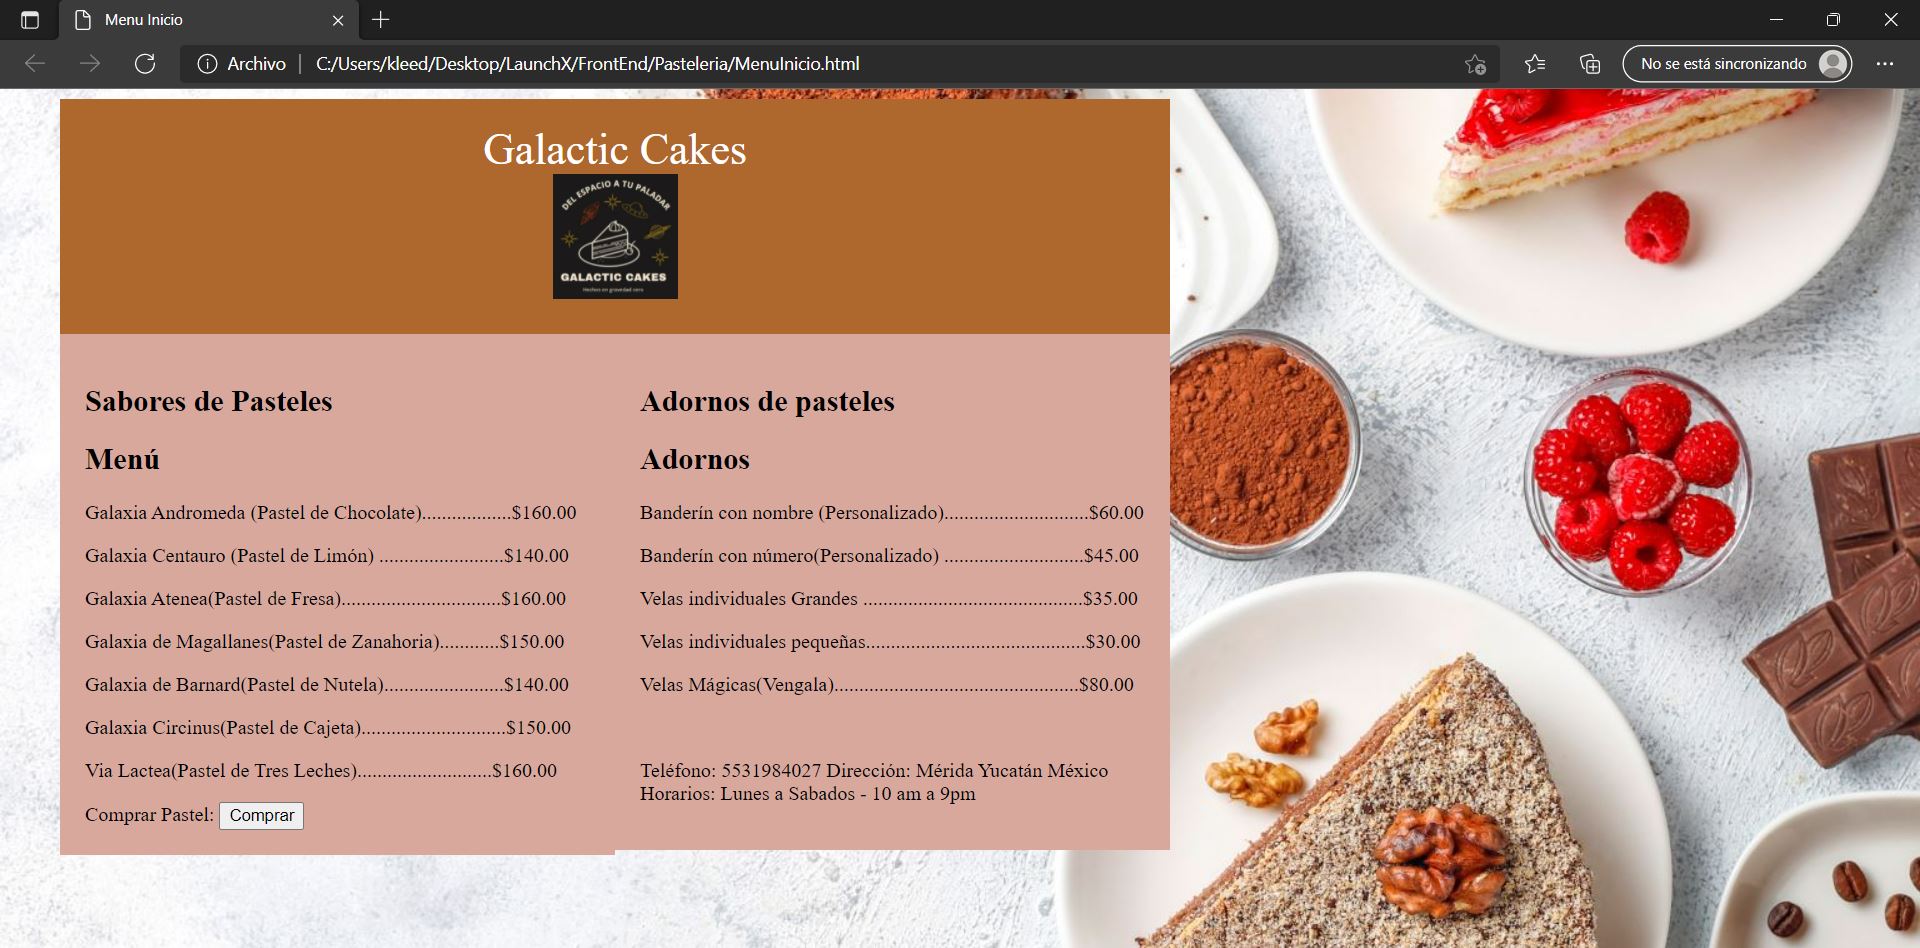 Menu Inicio
Archivo
C:/Users/kleed/Desktop/LaunchX/FrontEnd/Pasteleria/MenuInicio.html
No se está sincronizando
Galactic Cakes
DEL ESPACIO A TU PALADAR
GALACTIC CAKES
Hechos en gravedad cero
Sabores de Pasteles
Menú
Galaxia Andromeda (Pastel de Chocolate)..................$160.00
Galaxia Centauro (Pastel de Limón) .........................$140.00
Galaxia Atenea(Pastel de Fresa)................................$160.00
Galaxia de Magallanes(Pastel de Zanahoria)............$150.00
Galaxia de Barnard(Pastel de Nutela)........................$140.00
Galaxia Circinus(Pastel de Cajeta).............................$150.00
Via Lactea(Pastel de Tres Leches)...........................$160.00
Comprar Pastel: Comprar
Adornos de pasteles
Adornos
Banderín con nombre (Personalizado).............................$60.00
Banderín con número(Personalizado) ............................$45.00
Velas individuales Grandes ............................................$35.00
Velas individuales pequeñas............................................$30.00
Velas Mágicas(Vengala).................................................$80.00
Teléfono: 5531984027 Dirección: Mérida Yucatán México
Horarios: Lunes a Sabados - 10 am a 9pm